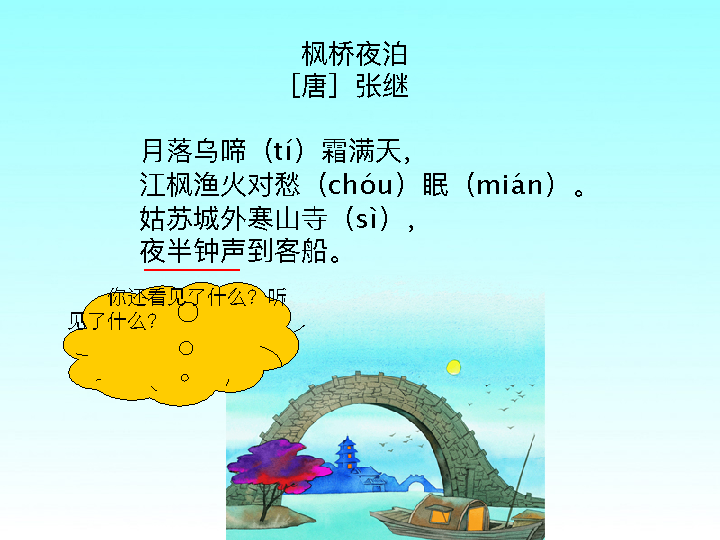 枫桥夜泊
［唐］张继
月落乌啼（tí）霜满天，
江枫渔火对愁（chóu）眠（mián）。
姑苏城外寒山寺（sì），
夜半钟声到客船。
你还看见了什么？听
见了什么？